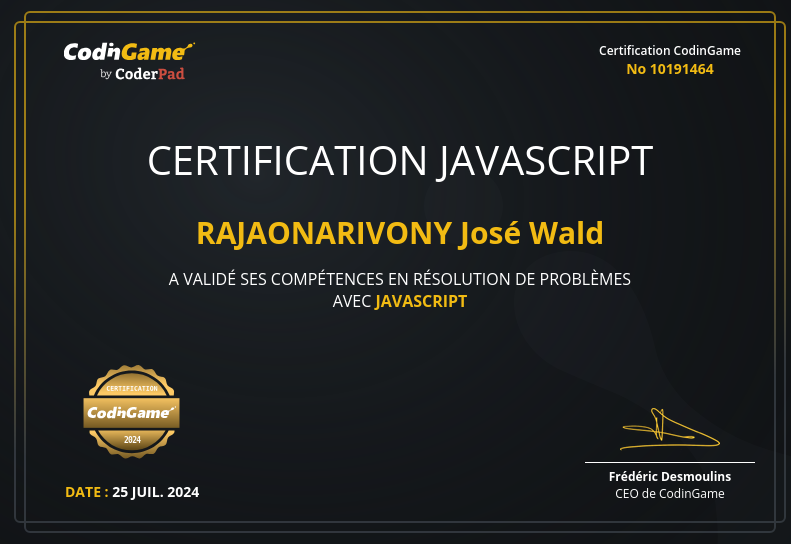 CodinGame
by CoderPad
Certification CodinGame
No 10191464
CERTIFICATION JAVASCRIPT
RAJAONARIVONY José Wald
A VALIDÉ SES COMPÉTENCES EN RÉSOLUTION DE PROBLÈMES
AVEC JAVASCRIPT
CERTIFICATION
CodinGame
2024
DATE : 25 JUIL. 2024
Frédéric Desmoulins
CEO de CodinGame